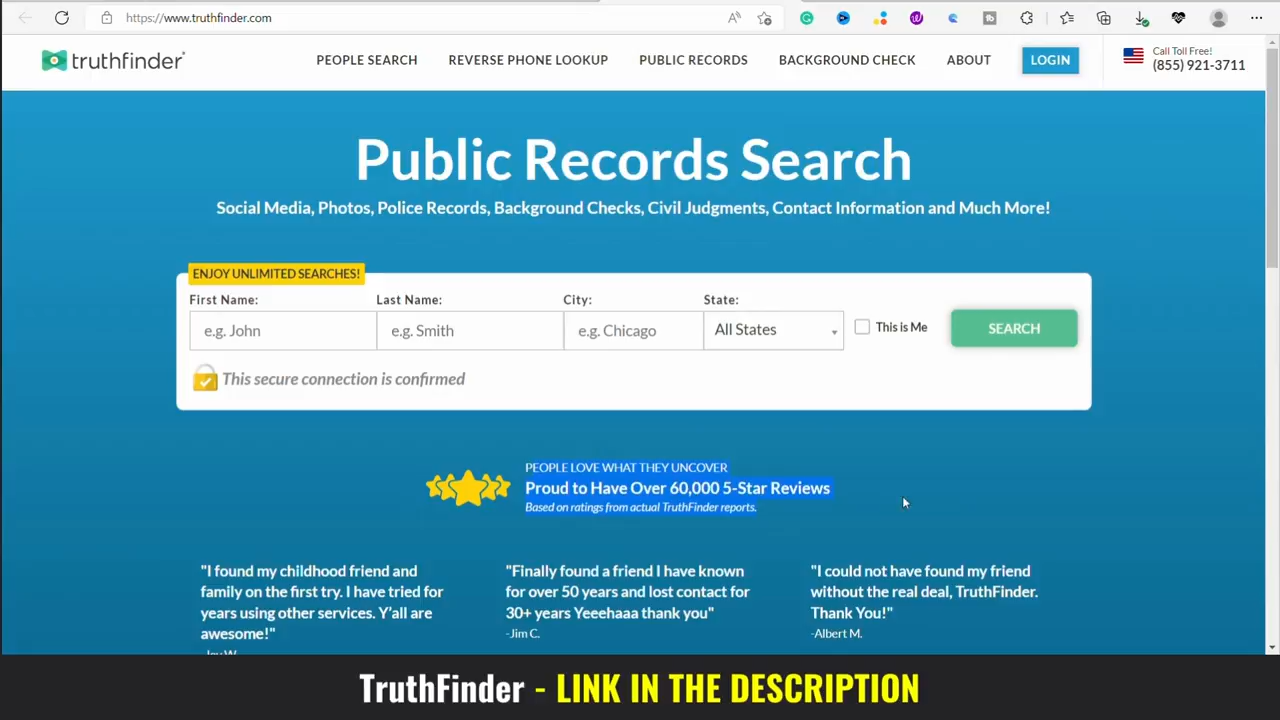 https://www.truthfinder.com
truthfinder
PEOPLE SEARCH
REVERSE PHONE LOOKUP
PUBLIC RECORDS
BACKGROUND CHECK
ABOUT
LOGIN
Call Toll Free!
(855) 921-3711
Public Records Search
Social Media, Photos, Police Records, Background Checks, Civil Judgments, Contact Information and Much More!
ENJOY UNLIMITED SEARCHES!
First Name:
Last Name:
City:
State:
e.g. John
e.g. Smith
e.g. Chicago
All States
This is Me
SEARCH
This secure connection is confirmed
PEOPLE LOVE WHAT THEY UNCOVER
Proud to Have Over 60,000 5-Star Reviews
Based on ratings from actual TruthFinder reports.
"I found my childhood friend and
family on the first try. I have tried for
years using other services. Y'all are
awesome!"
"Finally found a friend I have known
for over 50 years and lost contact for
30+ years Yeeehaaa thank you"
-Jim C.
"I could not have found my friend
without the real deal, TruthFinder.
Thank You!"
-Albert M.
TruthFinder - LINK IN THE DESCRIPTION